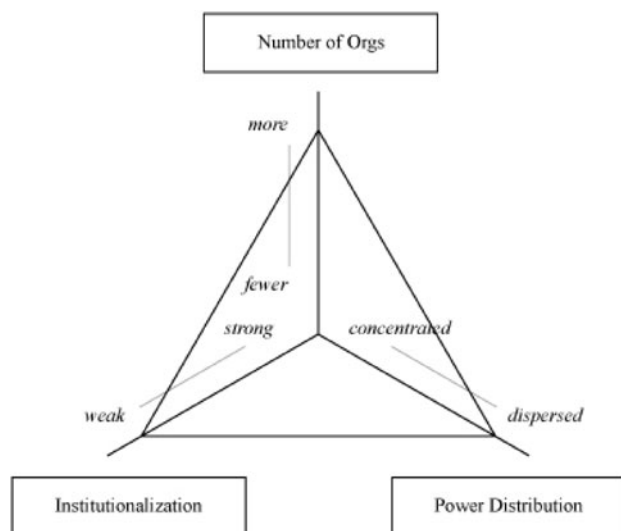 Number of Orgs
more
fewer
strong
concentrated
weak
dispersed
Institutionalization
Power Distribution